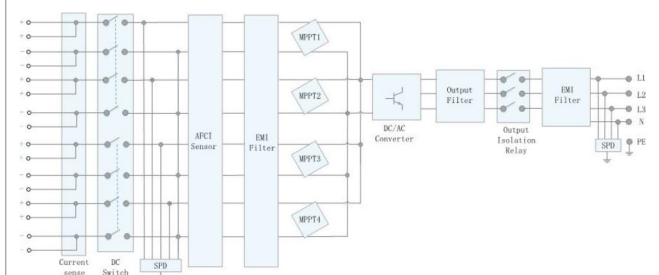 +
+
-
-
+
+
-
-
+
+
-
-
+
+
-
-
Current
sense
DC
Switch
SPD
AFCI
Sensor
EMI
Filter
MPPT1
MPPT2
MPPT3
MPPT4
DC/AC
Converter
Output
Filter
Output
Isolation
Relay
EMI
Filter
L1
L2
L3
N
PE
SPD